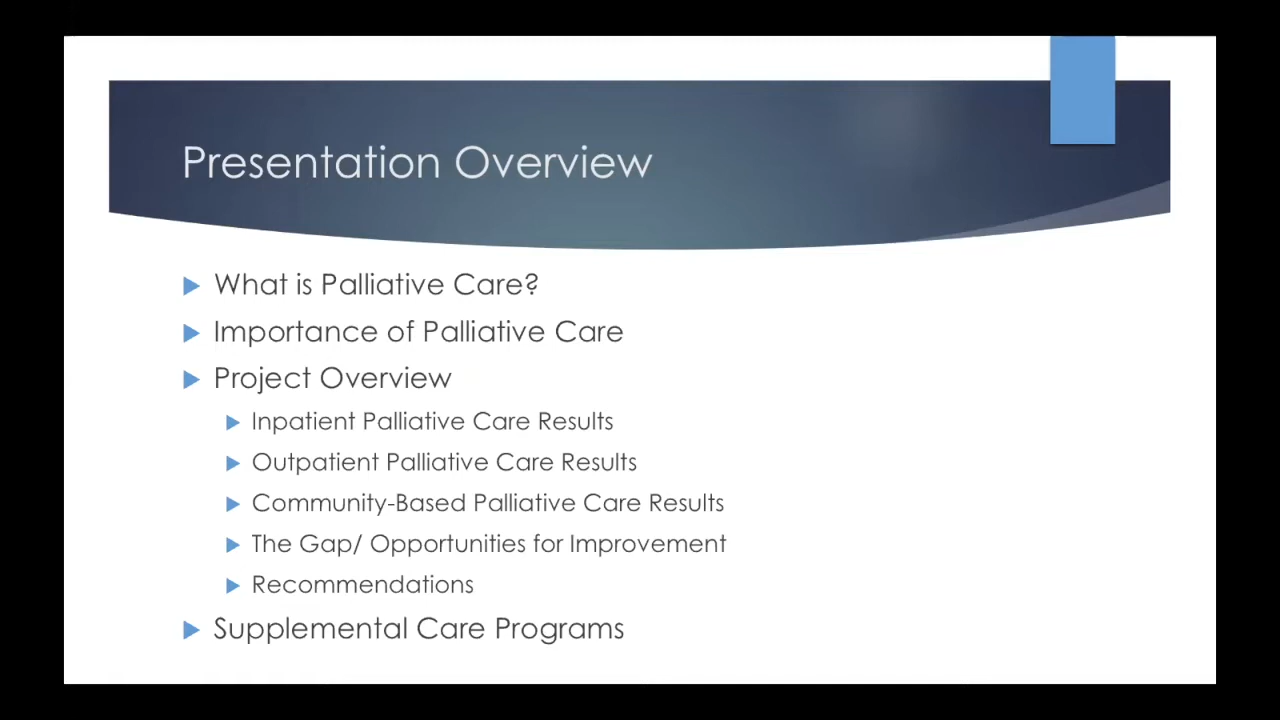 Presentation Overview
What is Palliative Care?
Importance of Palliative Care
Project Overview
Inpatient Palliative Care Results
Outpatient Palliative Care Results
Community-Based Palliative Care Results
The Gap/ Opportunities for Improvement
Recommendations
Supplemental Care Programs